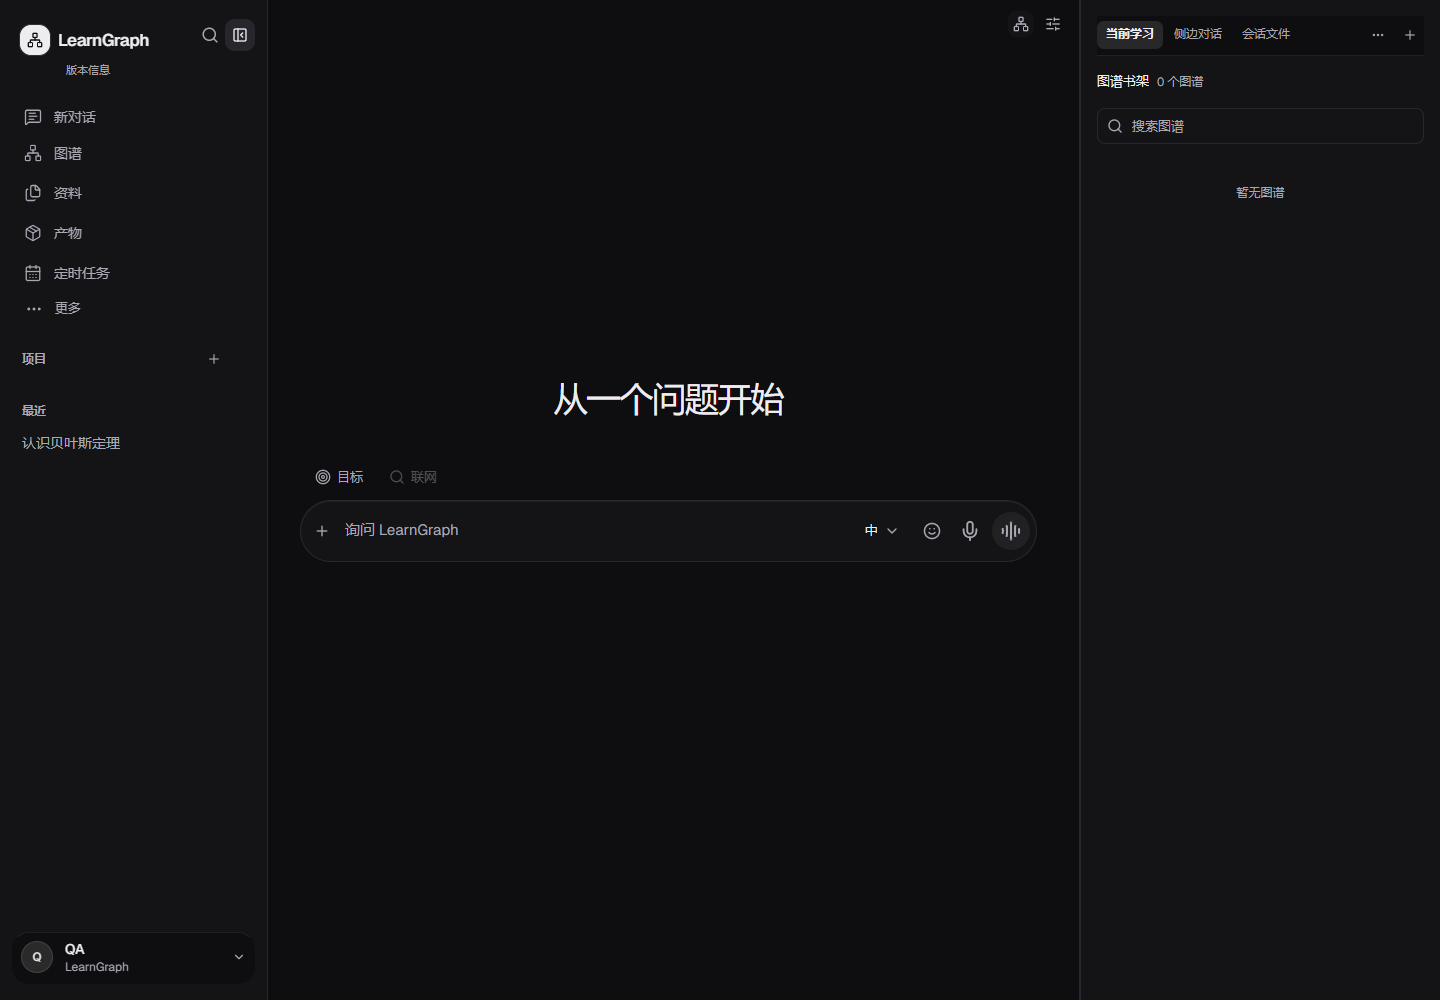 LearnGraph
版本信息
新对话
图谱
资料
产物
定时任务
更多
项目
最近
认识贝叶斯定理
Q
QA
LearnGraph
从一个问题开始
目标
联网
询问 LearnGraph
中
当前学习 侧边对话 会话文件
图谱书架 0 个图谱
搜索图谱
暂无图谱